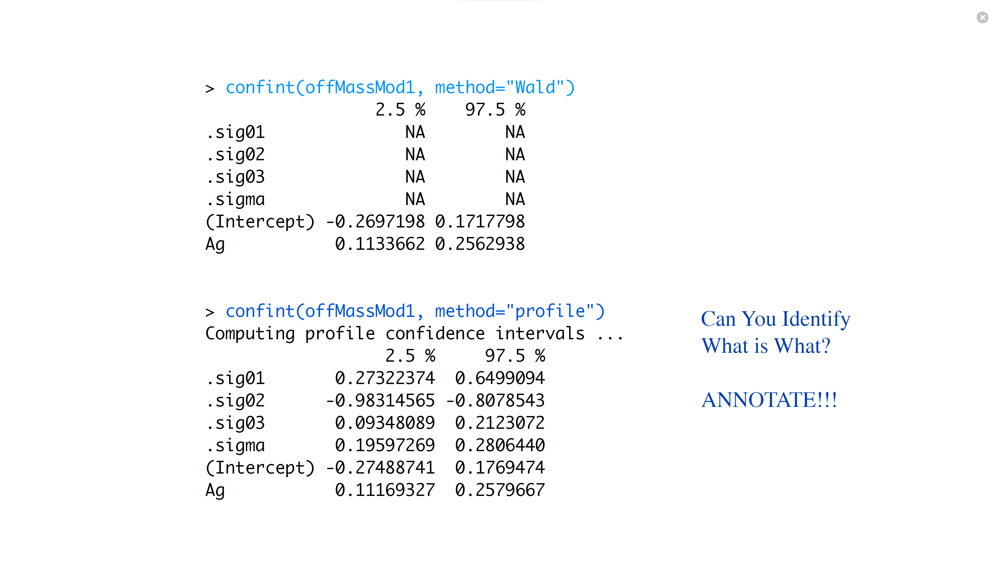 > confint(offMassMod1, method="Wald")
2.5 % 97.5 %
.sig01 NA NA
.sig02 NA NA
.sig03 NA NA
.sigma NA NA
(Intercept) -0.2697198 0.1717798
Ag 0.1133662 0.2562938
> confint(offMassMod1, method="profile")
Computing profile confidence intervals ...
2.5 % 97.5 %
.sig01 0.27322374 0.6499094
.sig02 -0.98314565 -0.8078543
.sig03 0.09348089 0.2123072
.sigma 0.19597269 0.2806440
(Intercept) -0.27488741 0.1769474
Ag 0.11169327 0.2579667
Can You Identify
What is What?
ANNOTATE!!!